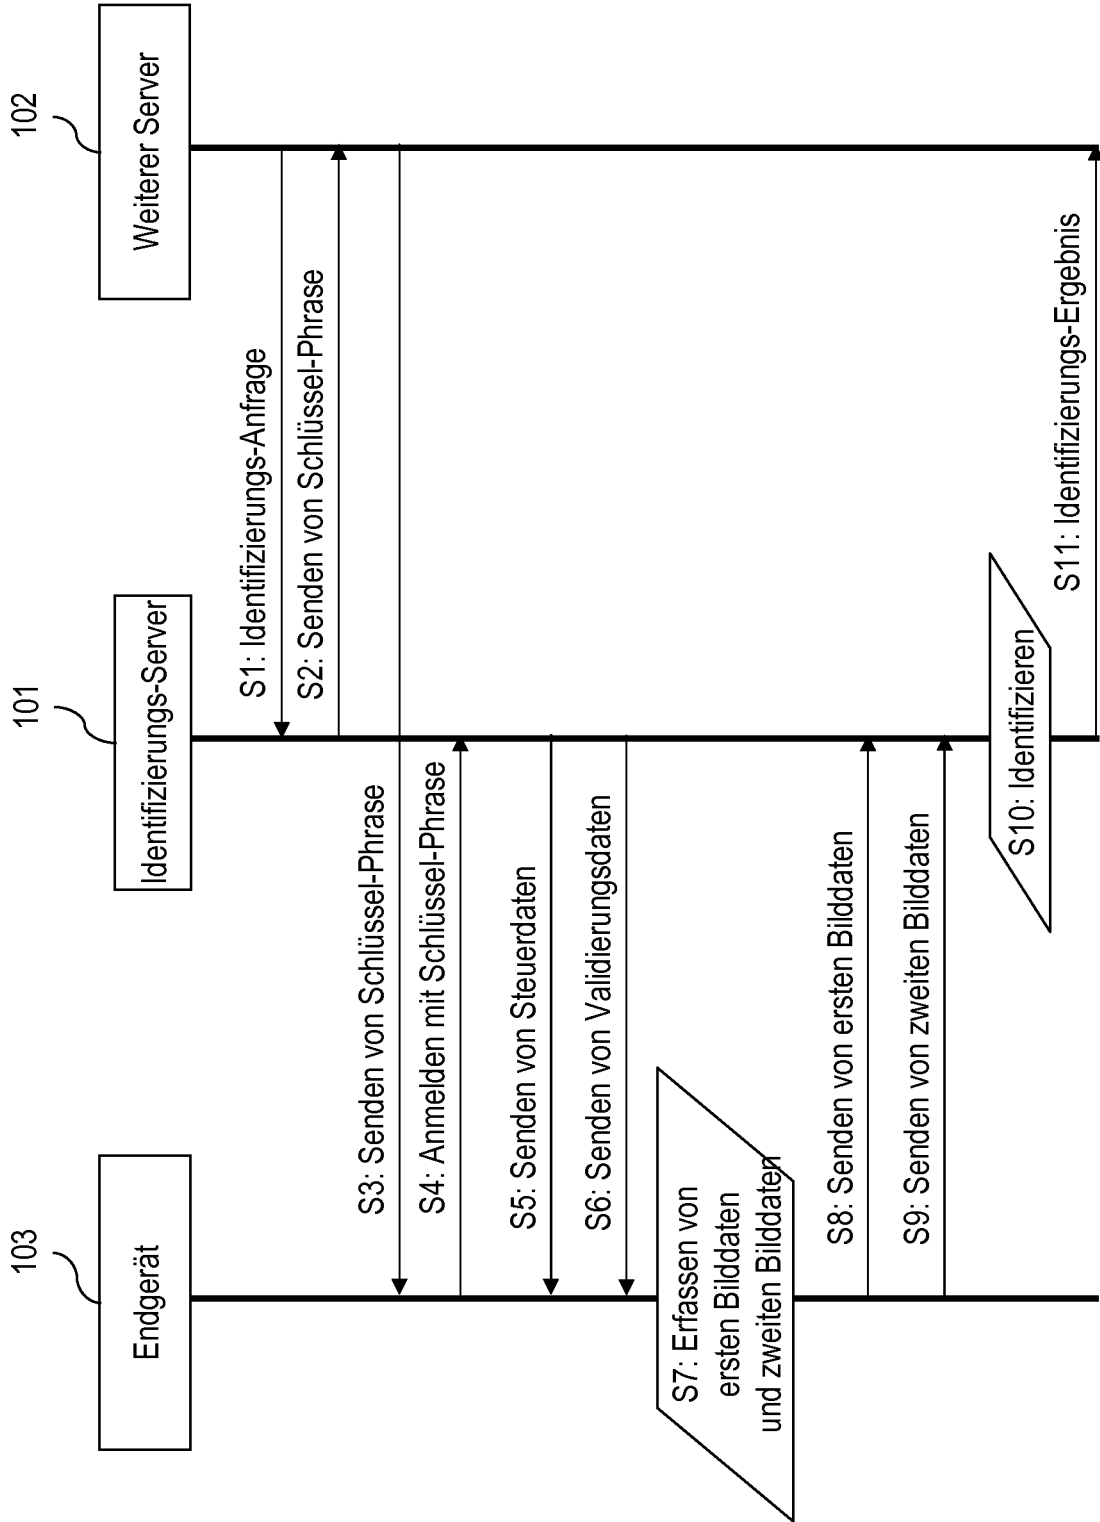 103
101
102
Endgerät
Identifizierungs-Server
Weiterer Server
S1: Identifizierungs-Anfrage
S2: Senden von Schlüssel-Phrase
S3: Senden von Schlüssel-Phrase
S4: Anmelden mit Schlüssel-Phrase
S5: Senden von Steuerdaten
S6: Senden von Validierungsdaten
S7: Erfassen von
ersten Bilddaten
und zweiten Bilddaten
S8: Senden von ersten Bilddaten
S9: Senden von zweiten Bilddaten
S10: Identifizieren
S11: Identifizierungs-Ergebnis